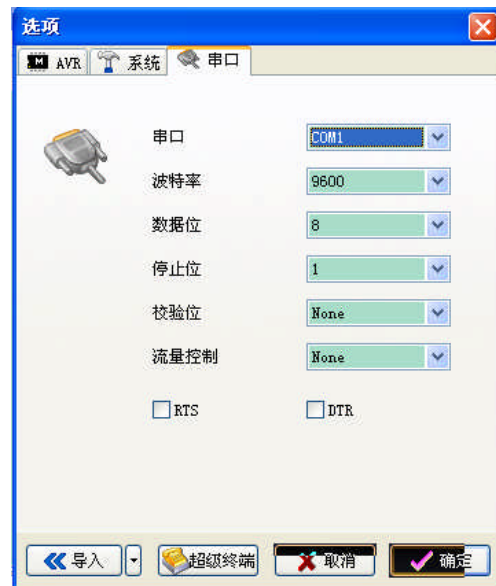 选项
AVR 系统 串口
串口 COM1
波特率 9600
数据位 8
停止位 1
校验位 None
流量控制 None
RTS DTR
导入 超级终端 取消 确定